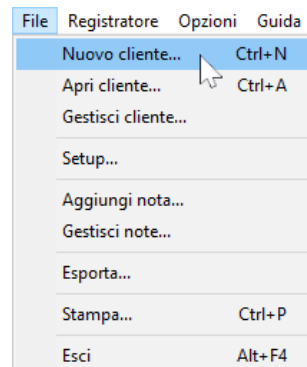 File Registratore Opzioni Guida
Nuovo cliente... Ctrl+N
Apri cliente... Ctrl+A
Gestisci cliente...
Setup...
Aggiungi nota...
Gestisci note...
Esporta...
Stampa... Ctrl+P
Esci Alt+F4